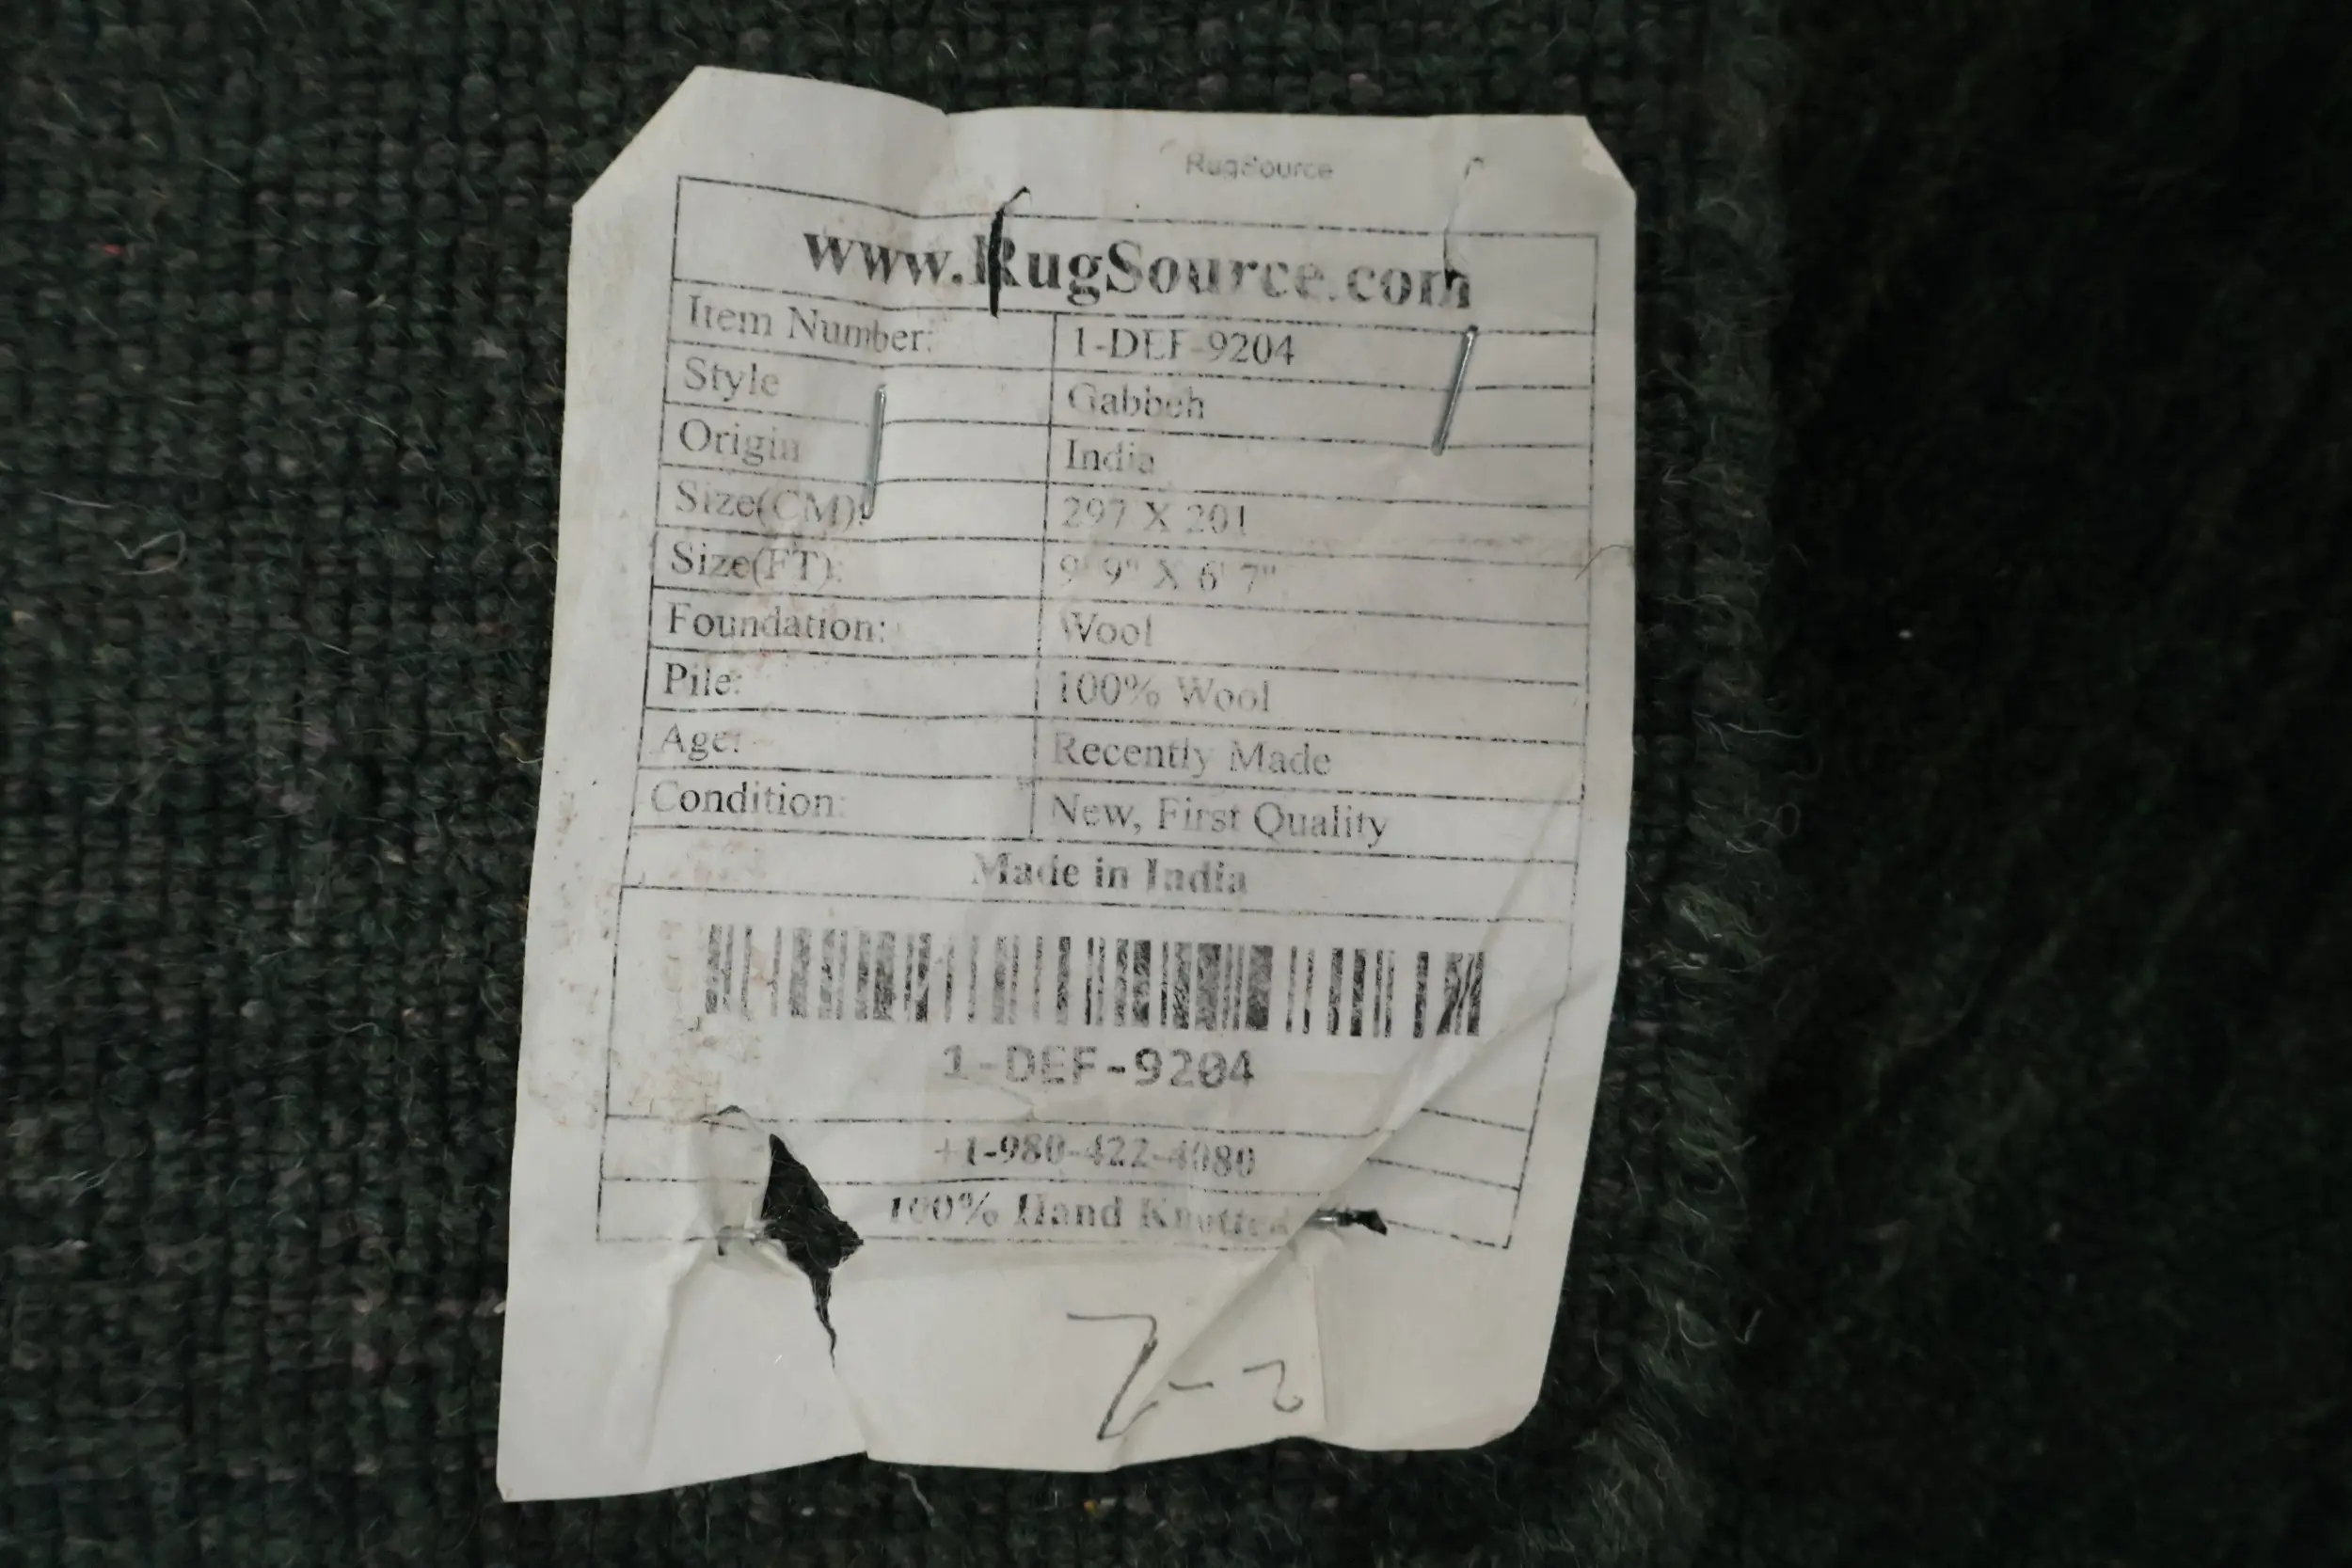 RugSource
www.RugSource.com
Item Number: 1-DEF-9204
Style Gabbeh
Origin India
Size(CM): 297 X 201
Size(FT): 9' 9" X 6' 7"
Foundation: Wool
Pile: 100% Wool
Age: Recently Made
Condition: New, First Quality
Made in India
1-DEF-9204
+1-980-422-4080
100% Hand Knotted